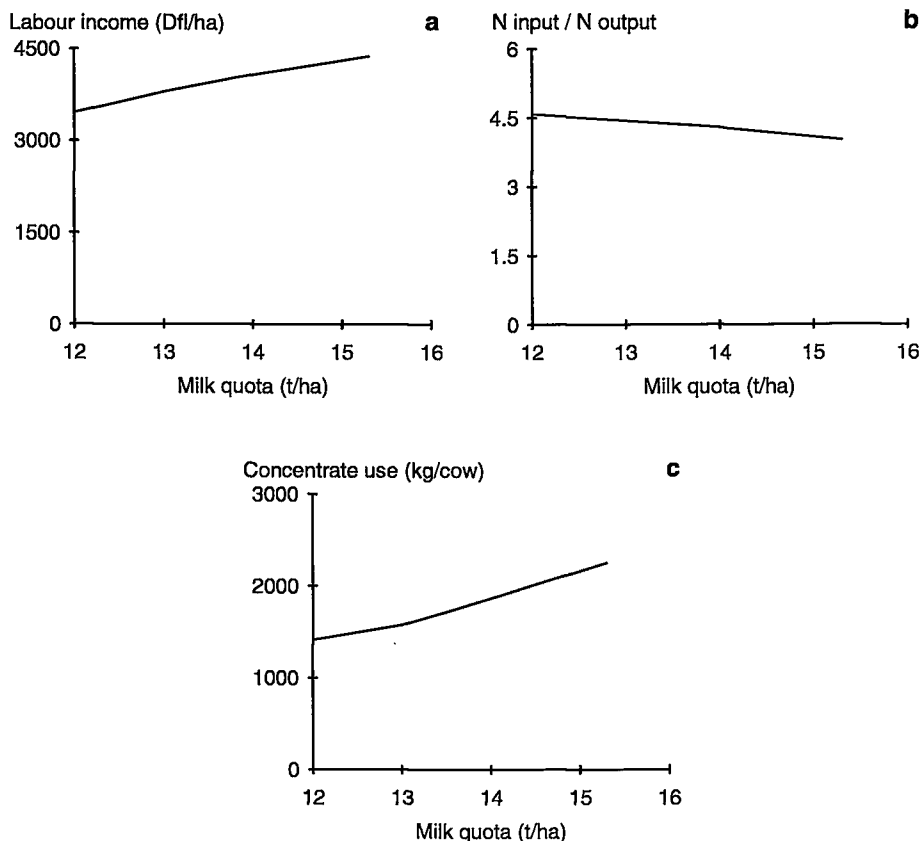 Labour income (Dfl/ha) a
4500
3000
1500
0
12 13 14 15 16
Milk quota (t/ha)
N input / N output b
6
4.5
3
1.5
0
12 13 14 15 16
Milk quota (t/ha)
Concentrate use (kg/cow) c
3000
2000
1000
0
12 13 14 15 16
Milk quota (t/ha)